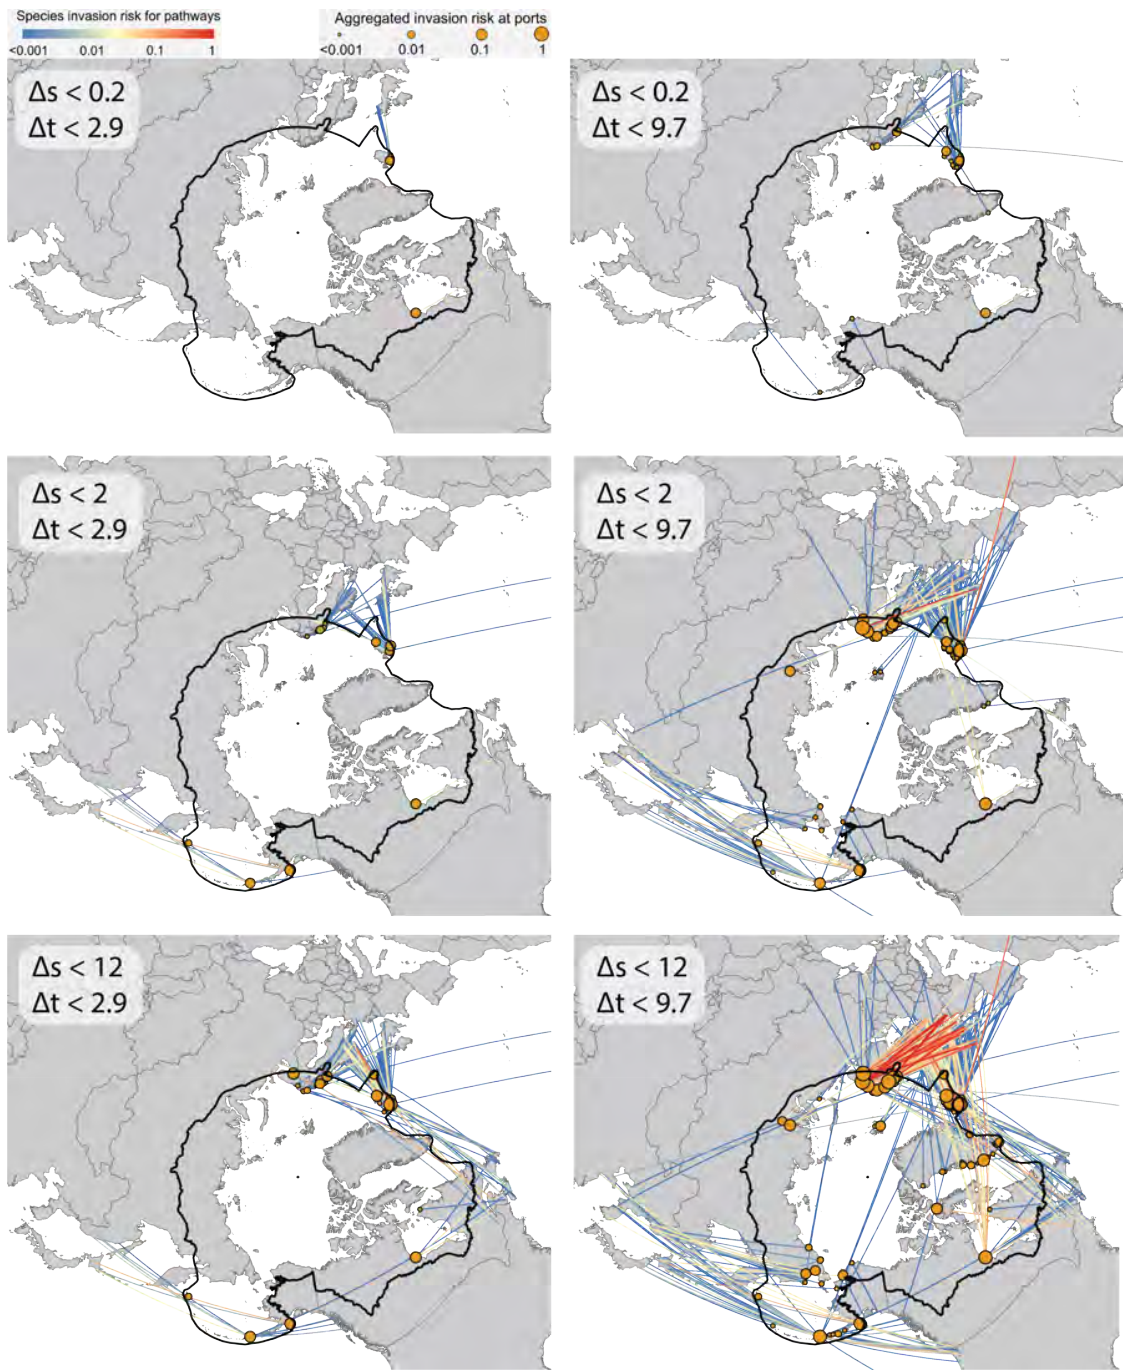 Species invasion risk for pathways
<0.001 0.01 0.1 1
Aggregated invasion risk at ports
<0.001 0.01 0.1 1
Δs < 0.2
Δt < 2.9
Δs < 0.2
Δt < 9.7
Δs < 2
Δt < 2.9
Δs < 2
Δt < 9.7
Δs < 12
Δt < 2.9
Δs < 12
Δt < 9.7